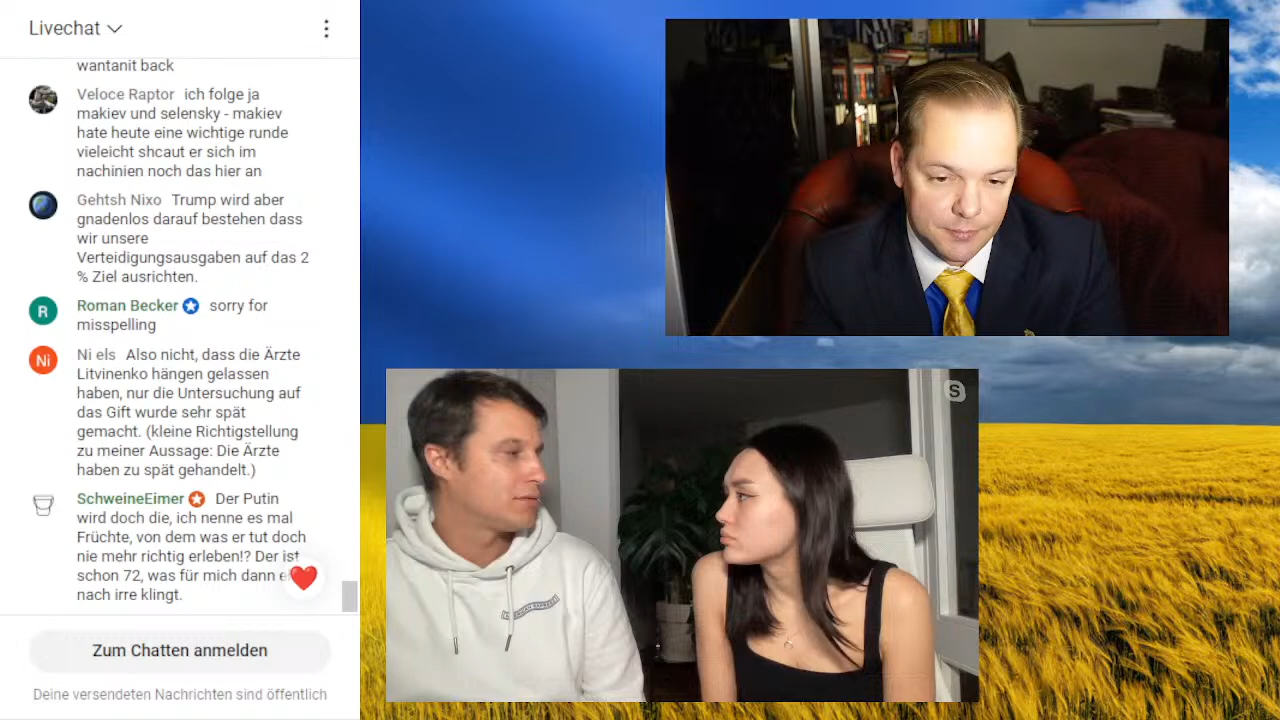 Livechat
wantanit back
Veloce Raptor ich folge ja
makiev und selensky - makiev
hate heute eine wichtige runde
vieleicht shcaut er sich im
nachinien noch das hier an
Gehtsh Nixo Trump wird aber
gnadenlos darauf bestehen dass
wir unsere
Verteidigungsausgaben auf das 2
% Ziel ausrichten.
R
Roman Becker sorry for
misspelling
Ni
Ni els Also nicht, dass die Ärzte
Litvinenko hängen gelassen
haben, nur die Untersuchung auf
das Gift wurde sehr spät
gemacht. (kleine Richtigstellung
zu meiner Aussage: Die Ärzte
haben zu spät gehandelt.)
SchweineEimer Der Putin
wird doch die, ich nenne es mal
Früchte, von dem was er tut doch
nie mehr richtig erleben!? Der ist
schon 72, was für mich dann
nach irre klingt.
Zum Chatten anmelden
Deine versendeten Nachrichten sind öffentlich
S